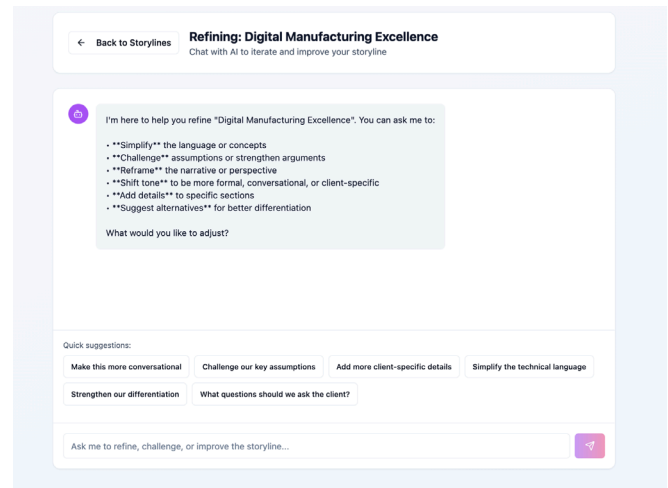 ← Back to Storylines
Refining: Digital Manufacturing Excellence
Chat with AI to iterate and improve your storyline
I'm here to help you refine "Digital Manufacturing Excellence". You can ask me to:
• **Simplify** the language or concepts
• **Challenge** assumptions or strengthen arguments
• **Reframe** the narrative or perspective
• **Shift tone** to be more formal, conversational, or client-specific
• **Add details** to specific sections
• **Suggest alternatives** for better differentiation
What would you like to adjust?
Quick suggestions:
Make this more conversational Challenge our key assumptions Add more client-specific details Simplify the technical language
Strengthen our differentiation What questions should we ask the client?
Ask me to refine, challenge, or improve the storyline...